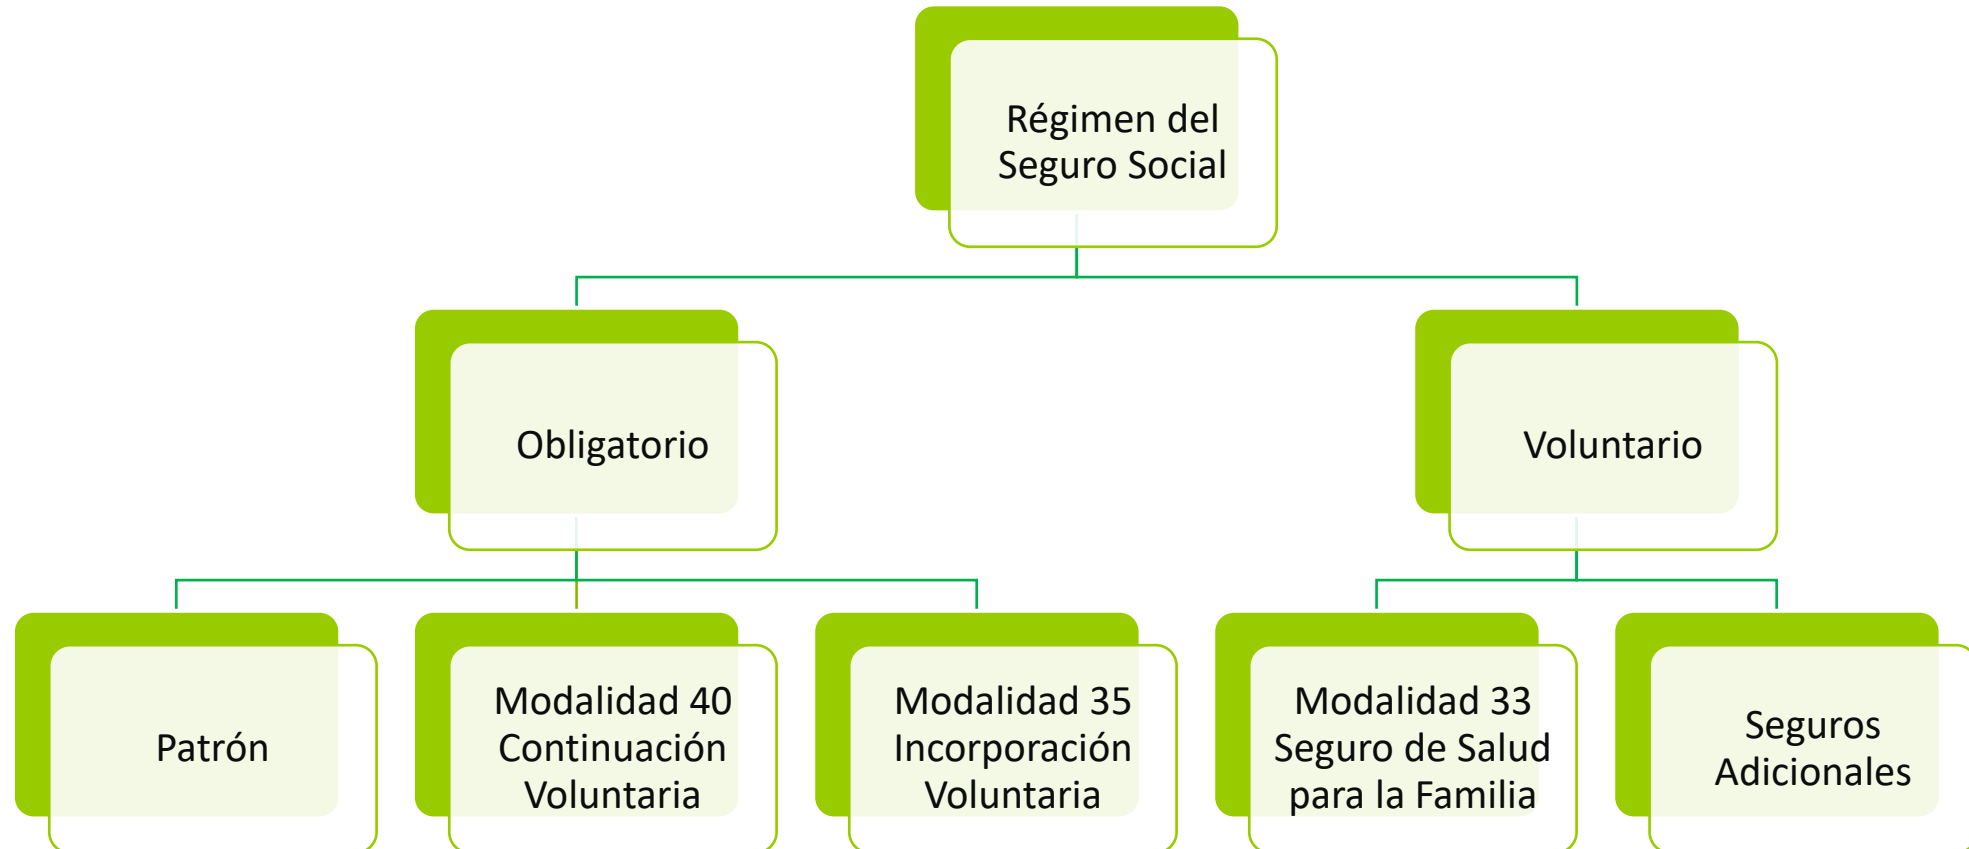 Régimen del
Seguro Social
Obligatorio
Voluntario
Patrón
Modalidad 40
Continuación
Voluntaria
Modalidad 35
Incorporación
Voluntaria
Modalidad 33
Seguro de Salud
para la Familia
Seguros
Adicionales